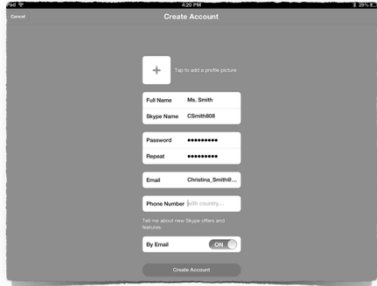 iPad 4:20 PM 28%
Cancel Create Account
+ Tap to add a profile picture
Full Name Ms. Smith
Skype Name CSmith808
Password •••••••••
Repeat •••••••••
Email Christina_Smith8...
Phone Number with country...
Tell me about new Skype offers and
features.
By Email ON
Create Account